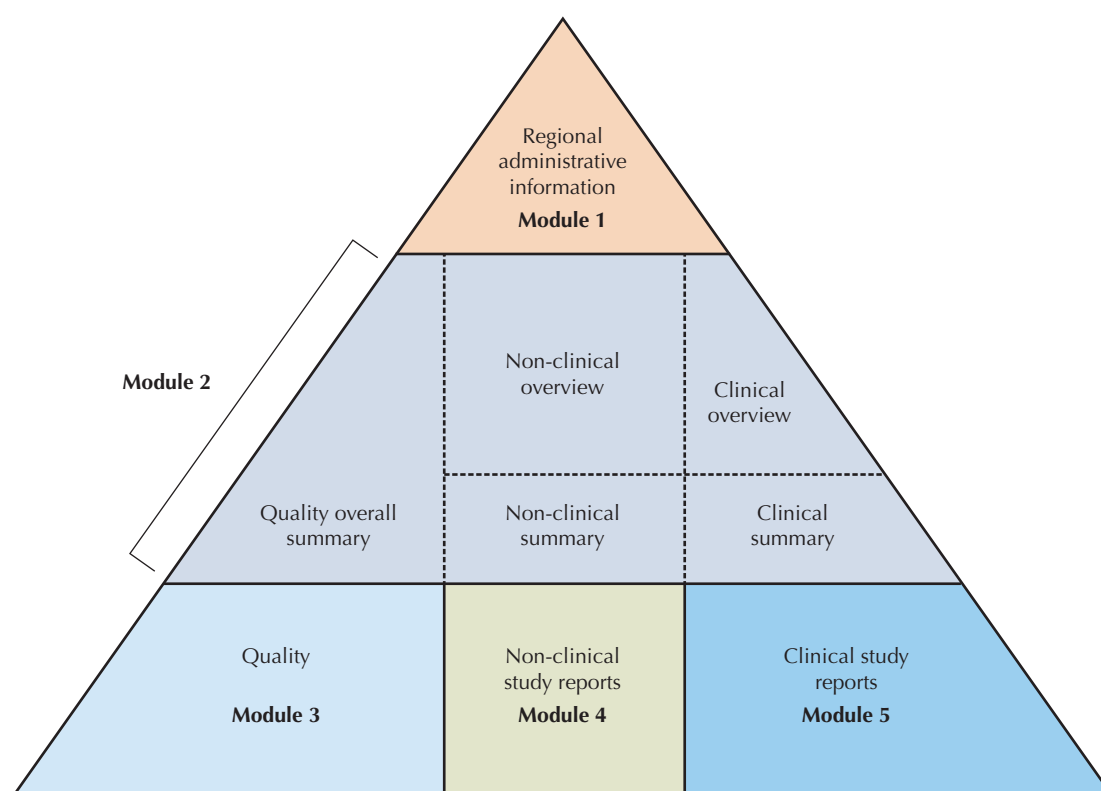 Regional
administrative
information
Module 1
Module 2
Non-clinical
overview
Clinical
overview
Quality overall
summary
Non-clinical
summary
Clinical
summary
Quality
Module 3
Non-clinical
study reports
Module 4
Clinical study
reports
Module 5